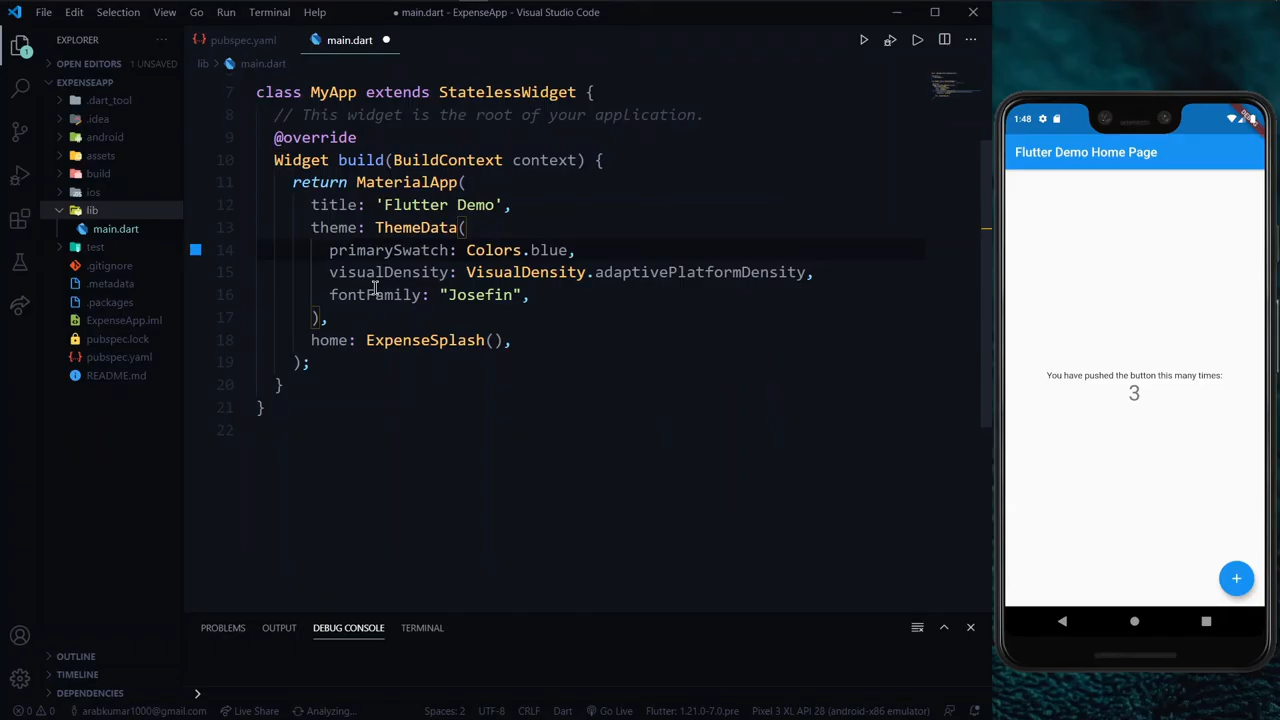 File Edit Selection View Go Run Terminal Help
● main.dart - ExpenseApp - Visual Studio Code
EXPLORER ···
OPEN EDITORS 1 UNSAVED
EXPENSEAPP
.dart_tool
.idea
android
assets
build
ios
lib
main.dart
test
.gitignore
.metadata
.packages
ExpenseApp.iml
pubspec.lock
pubspec.yaml
README.md
OUTLINE
TIMELINE
DEPENDENCIES
1
pubspec.yaml main.dart ●
lib > main.dart
7 class MyApp extends StatelessWidget {
8 // This widget is the root of your application.
9 @override
10 Widget build(BuildContext context) {
11 return MaterialApp(
12 title: 'Flutter Demo',
13 theme: ThemeData(
14 primarySwatch: Colors.blue,
15 visualDensity: VisualDensity.adaptivePlatformDensity,
16 fontFamily: "Josefin",
17 ),
18 home: ExpenseSplash(),
19 );
20 }
21 }
22
PROBLEMS OUTPUT DEBUG CONSOLE TERMINAL
0 0 arabkumar1000@gmail.com Live Share Analyzing... Spaces: 2 UTF-8 CRLF Dart Go Live Flutter: 1.21.0-7.0.pre Pixel 3 XL API 28 (android-x86 emulator)
1:48
DEBUG
Flutter Demo Home Page
You have pushed the button this many times:
3
+